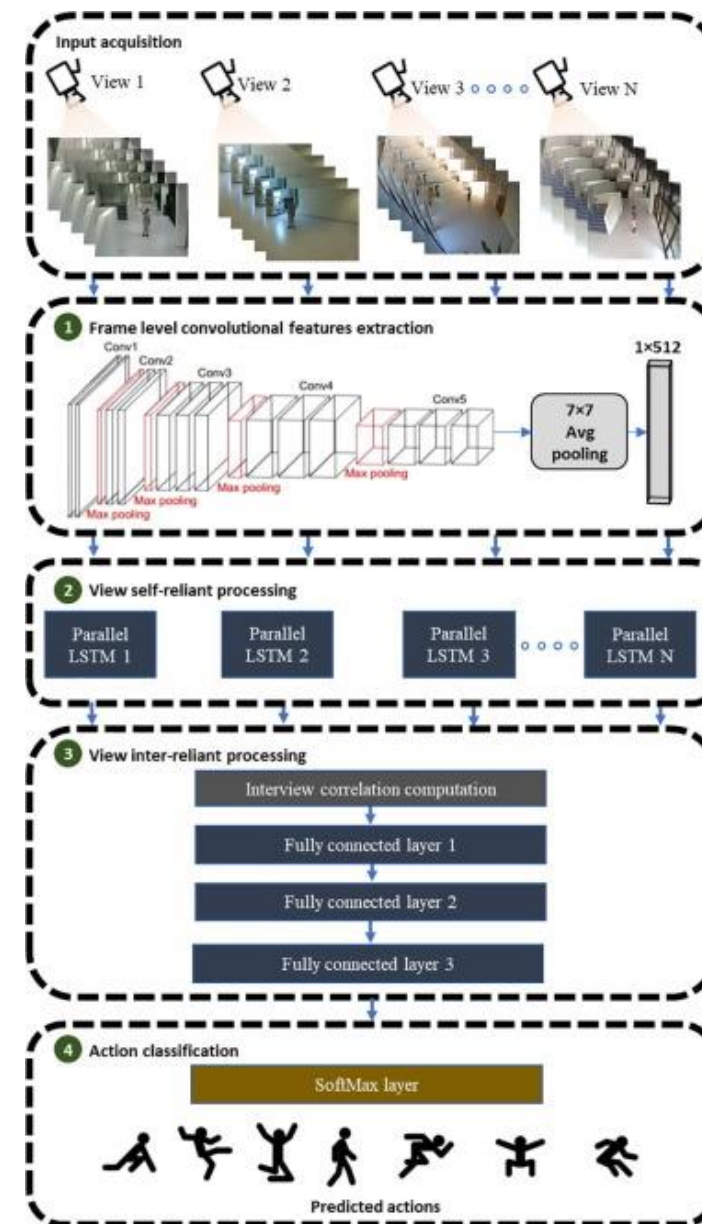 Input acquisition
View 1
View 2
View 3
View N
1 Frame level convolutional features extraction
1×512
Conv1
Conv2
Conv3
Conv4
Conv5
7×7
Avg
pooling
Max pooling
Max pooling
Max pooling
Max pooling
2 View self-reliant processing
Parallel
LSTM 1
Parallel
LSTM 2
Parallel
LSTM 3
Parallel
LSTM N
3 View inter-reliant processing
Interview correlation computation
Fully connected layer 1
Fully connected layer 2
Fully connected layer 3
4 Action classification
SoftMax layer
Predicted actions